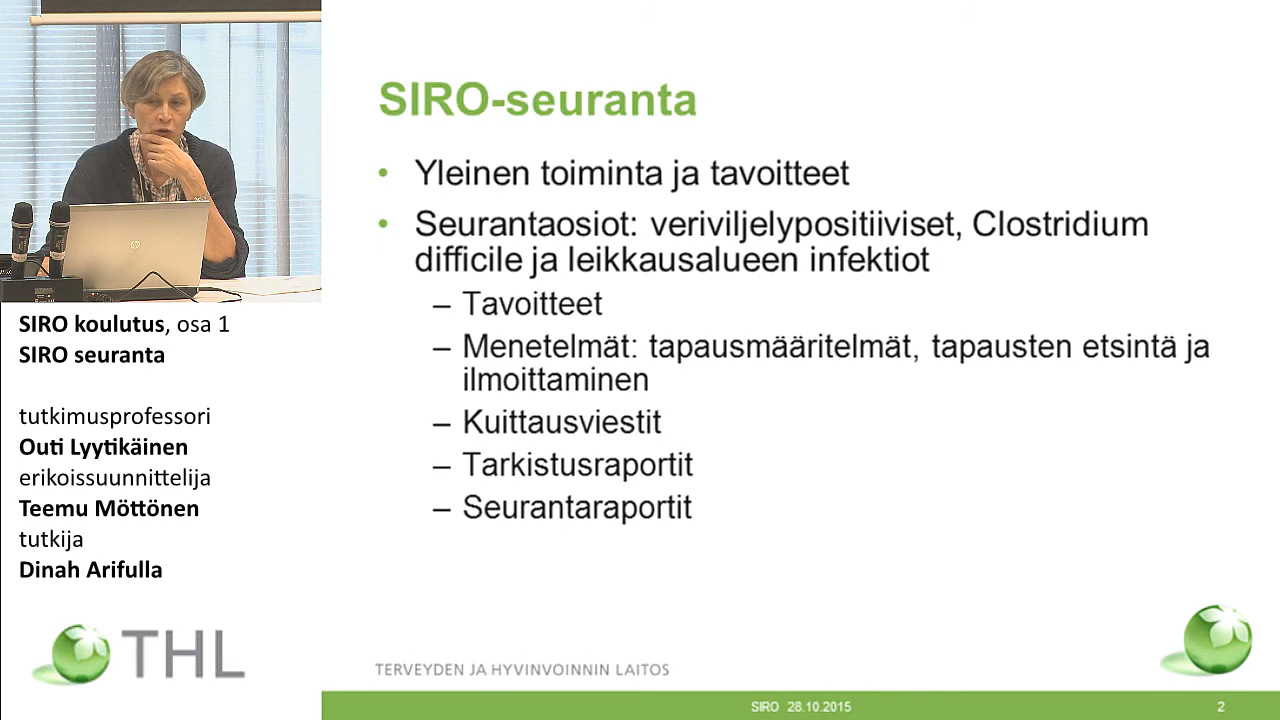 SIRO koulutus, osa 1
SIRO seuranta
tutkimusprofessori
Outi Lyytikäinen
erikoissuunnittelija
Teemu Möttönen
tutkija
Dinah Arifulla
THL
SIRO-seuranta
• Yleinen toiminta ja tavoitteet
• Seurantaosiot: veriviljelypositiiviset, Clostridium
difficile ja leikkausalueen infektiot
– Tavoitteet
– Menetelmät: tapausmääritelmät, tapausten etsintä ja
ilmoittaminen
– Kuittausviestit
– Tarkistusraportit
– Seurantaraportit
TERVEYDEN JA HYVINVOINNIN LAITOS
SIRO 28.10.2015
2